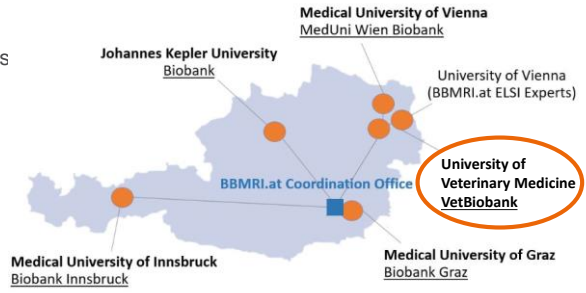 Medical University of Vienna
MedUni Wien Biobank
s
Johannes Kepler University
Biobank
University of Vienna
(BBMRI.at ELSI Experts)
University of
Veterinary Medicine
VetBiobank
BBMRI.at Coordination Office
Medical University of Innsbruck
Biobank Innsbruck
Medical University of Graz
Biobank Graz